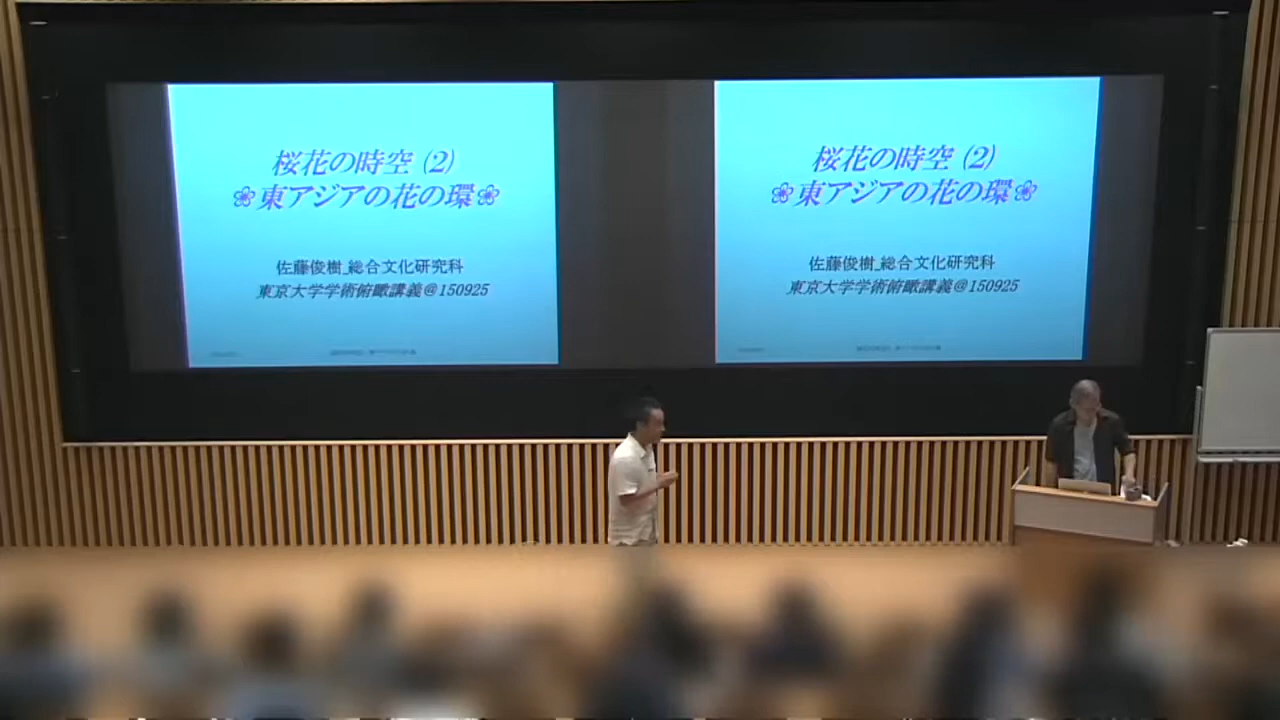 桜花の時空 (2)
❀東アジアの花の環❀
佐藤俊樹_総合文化研究科
東京大学学術俯瞰講義@150925
桜花の時空 (2)
❀東アジアの花の環❀
佐藤俊樹_総合文化研究科
東京大学学術俯瞰講義@150925